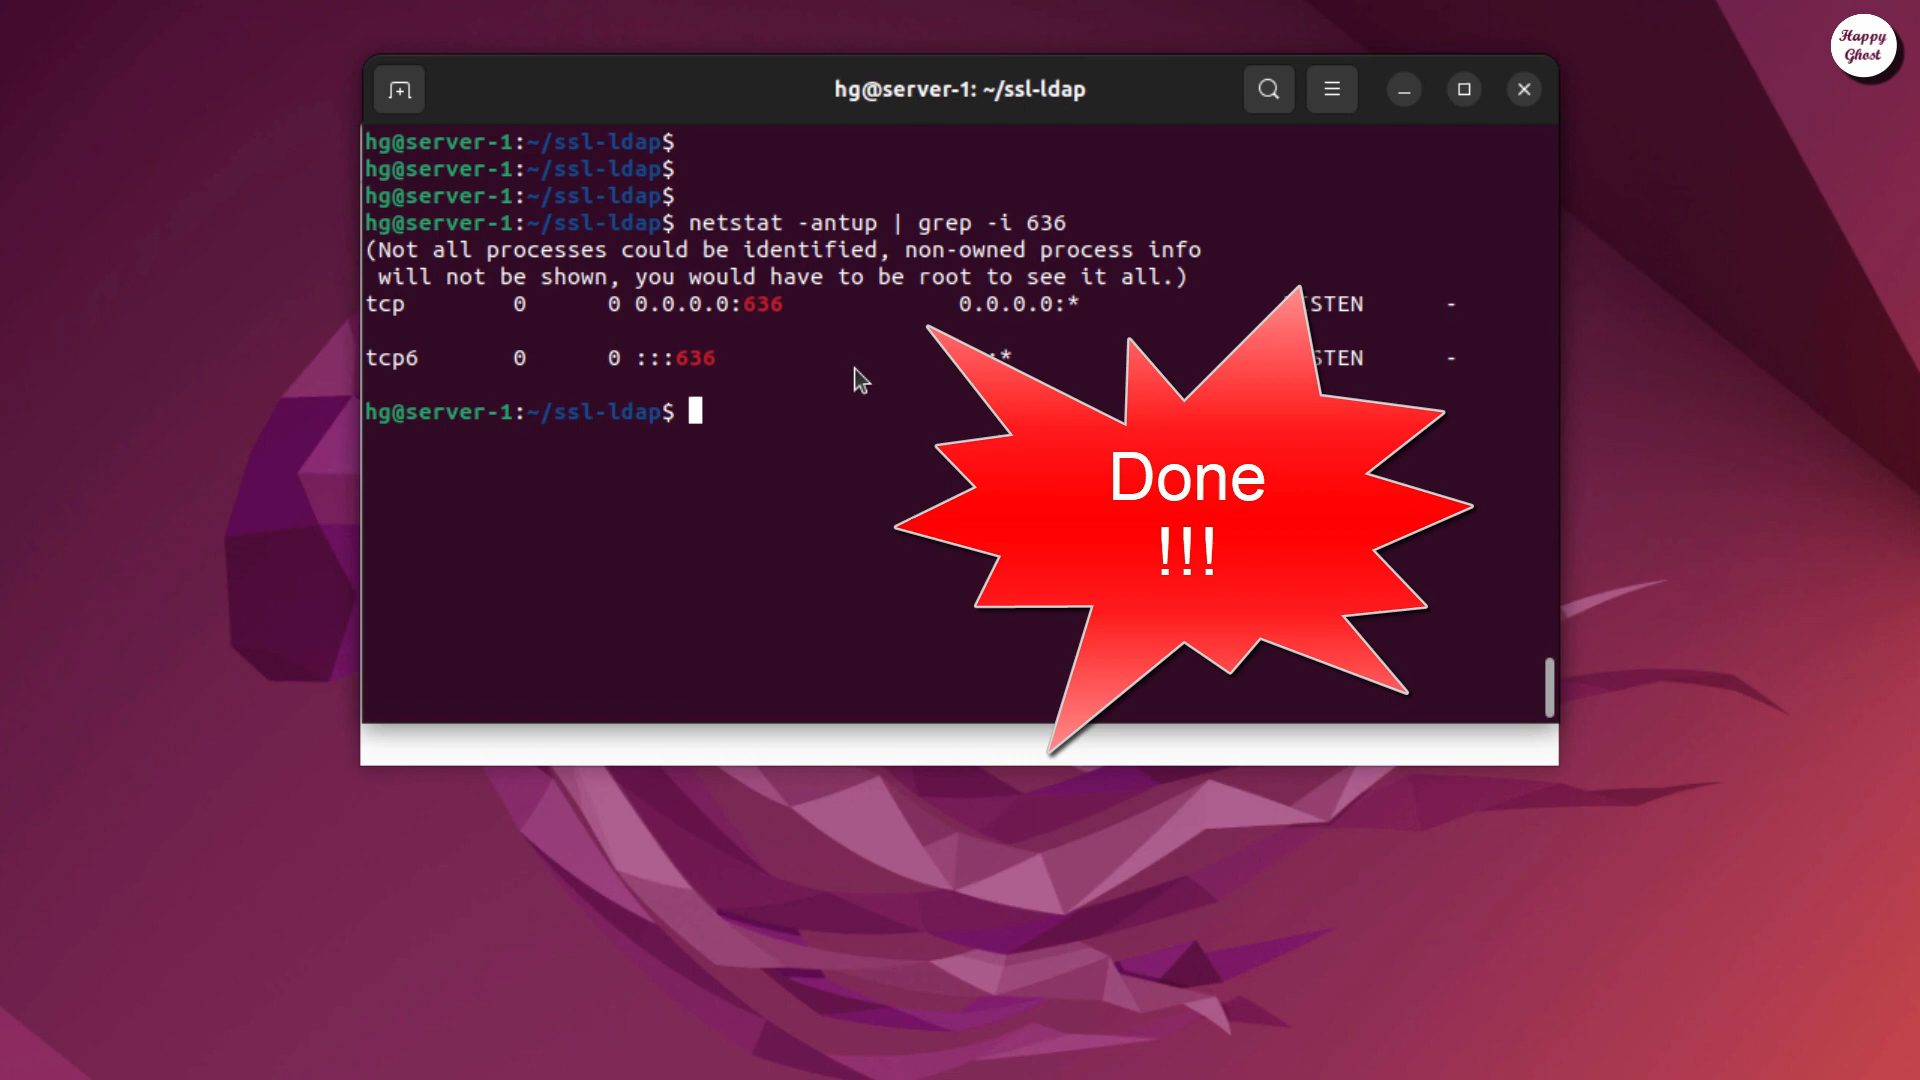 Happy
Ghost
hg@server-1: ~/ssl-ldap
hg@server-1:~/ssl-ldap$
hg@server-1:~/ssl-ldap$
hg@server-1:~/ssl-ldap$
hg@server-1:~/ssl-ldap$ netstat -antup | grep -i 636
(Not all processes could be identified, non-owned process info
will not be shown, you would have to be root to see it all.)
tcp 0 0 0.0.0.0:636 0.0.0.0:* STEN -
tcp6 0 0 :::636 :* STEN -
hg@server-1:~/ssl-ldap$
Done
!!!